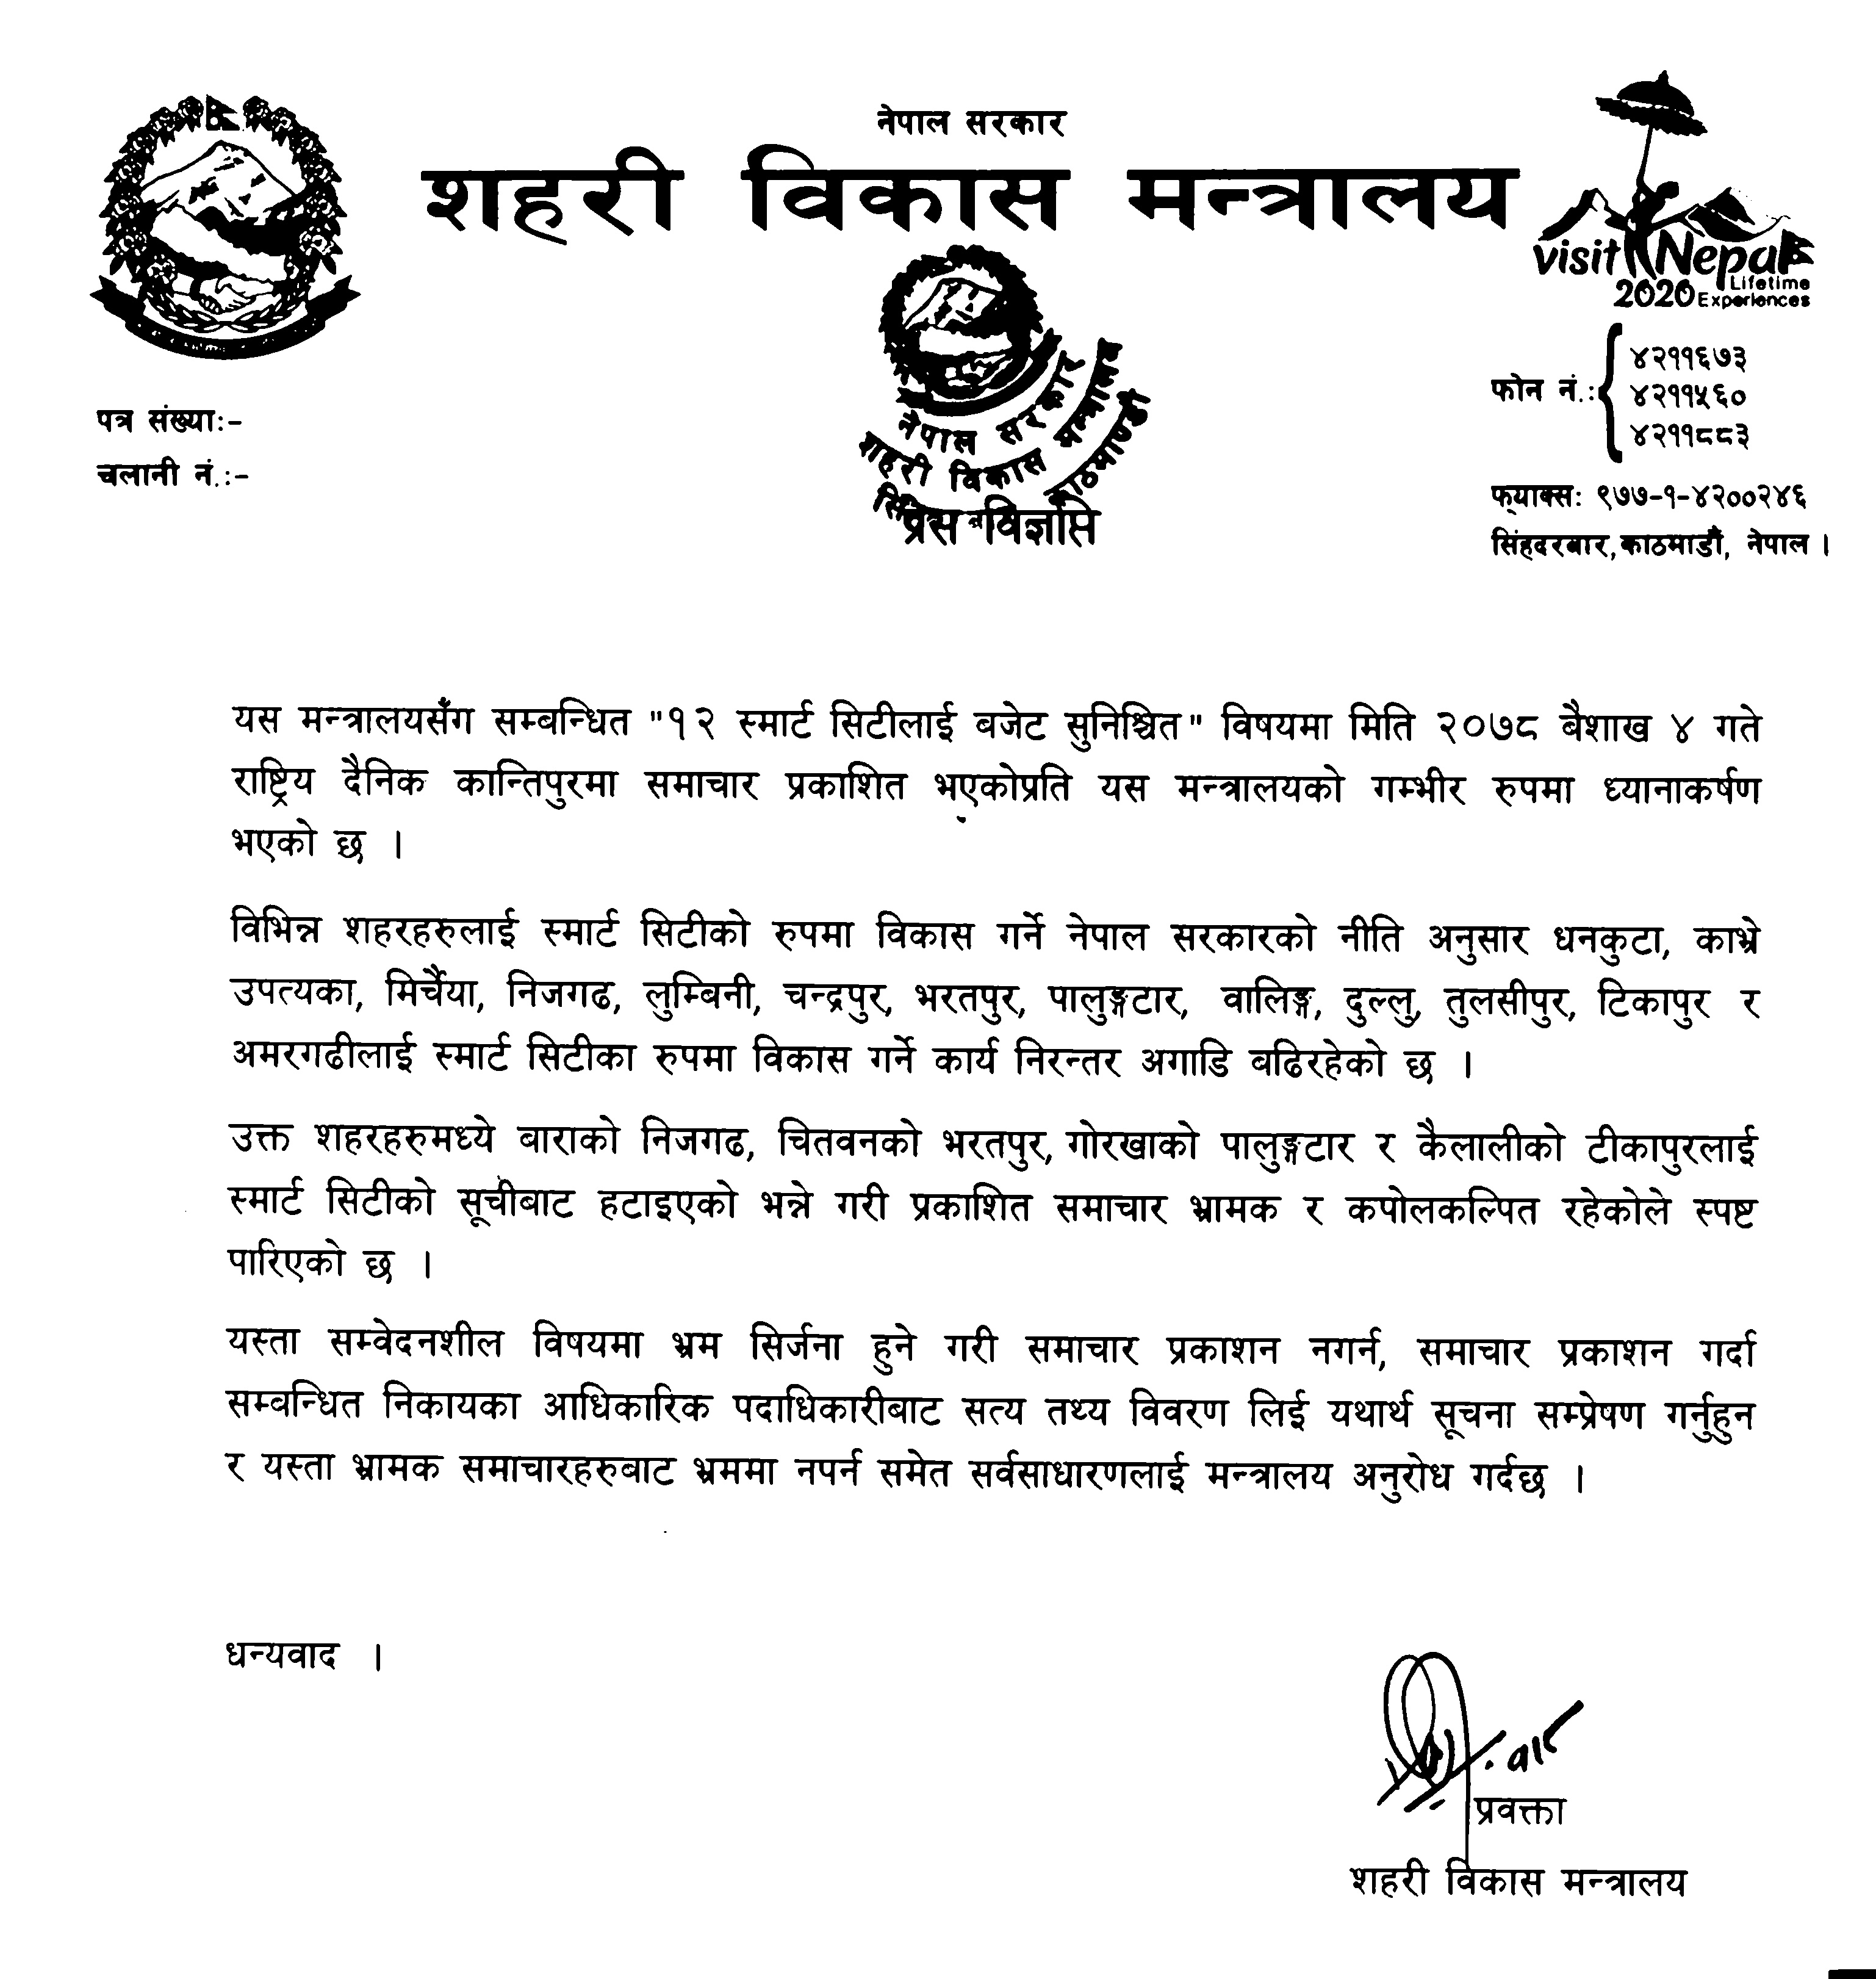 नेपाल सरकार
शहरी विकास मन्त्रालय
visit Nepal
Lifetime
2020 Experiences
फोन नं.:
४२११६७३
४२११५६०
४२११८८३
पत्र संख्याः-
चलानी नं.:-
फ्याक्सः ९७७-१-४२००२४६
सिंहदरबार,काठमाडौं, नेपाल ।
नेपाल सरकार
शहरी विकास मन्त्रालय
काठमाण्डौ
प्रेस विज्ञप्ति
यस मन्त्रालयसँग सम्बन्धित "१२ स्मार्ट सिटीलाई बजेट सुनिश्चित" विषयमा मिति २०७८ बैशाख ४ गते
राष्ट्रिय दैनिक कान्तिपुरमा समाचार प्रकाशित भएकोप्रति यस मन्त्रालयको गम्भीर रुपमा ध्यानाकर्षण
भएको छ ।
विभिन्न शहरहरुलाई स्मार्ट सिटीको रुपमा विकास गर्ने नेपाल सरकारको नीति अनुसार धनकुटा, काभ्रे
उपत्यका, मिर्चैया, निजगढ, लुम्बिनी, चन्द्रपुर, भरतपुर, पालुङ्गटार, वालिङ्ग, दुल्लु, तुलसीपुर, टिकापुर र
अमरगढीलाई स्मार्ट सिटीका रुपमा विकास गर्ने कार्य निरन्तर अगाडि बढिरहेको छ ।
उक्त शहरहरुमध्ये बाराको निजगढ, चितवनको भरतपुर, गोरखाको पालुङ्गटार र कैलालीको टीकापुरलाई
स्मार्ट सिटीको सूचीबाट हटाइएको भन्ने गरी प्रकाशित समाचार भ्रामक र कपोलकल्पित रहेकोले स्पष्ट
पारिएको छ ।
यस्ता सम्वेदनशील विषयमा भ्रम सिर्जना हुने गरी समाचार प्रकाशन नगर्न, समाचार प्रकाशन गर्दा
सम्बन्धित निकायका आधिकारिक पदाधिकारीबाट सत्य तथ्य विवरण लिई यथार्थ सूचना सम्प्रेषण गर्नुहुन
र यस्ता भ्रामक समाचारहरुबाट भ्रममा नपर्न समेत सर्वसाधारणलाई मन्त्रालय अनुरोध गर्दछ ।
धन्यवाद ।
प्रवक्ता
शहरी विकास मन्त्रालय